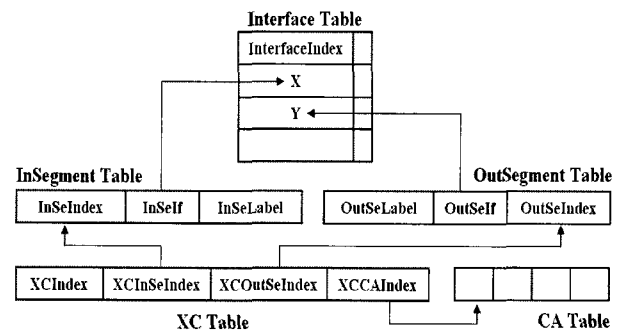 Interface Table
InterfaceIndex
X
Y
InSegment Table
OutSegment Table
InSeIndex InSeIf InSeLabel OutSeLabel OutSeIf OutSeIndex
XCIndex XCInSeIndex XCOutSeIndex XCCAIndex
XC Table
CA Table